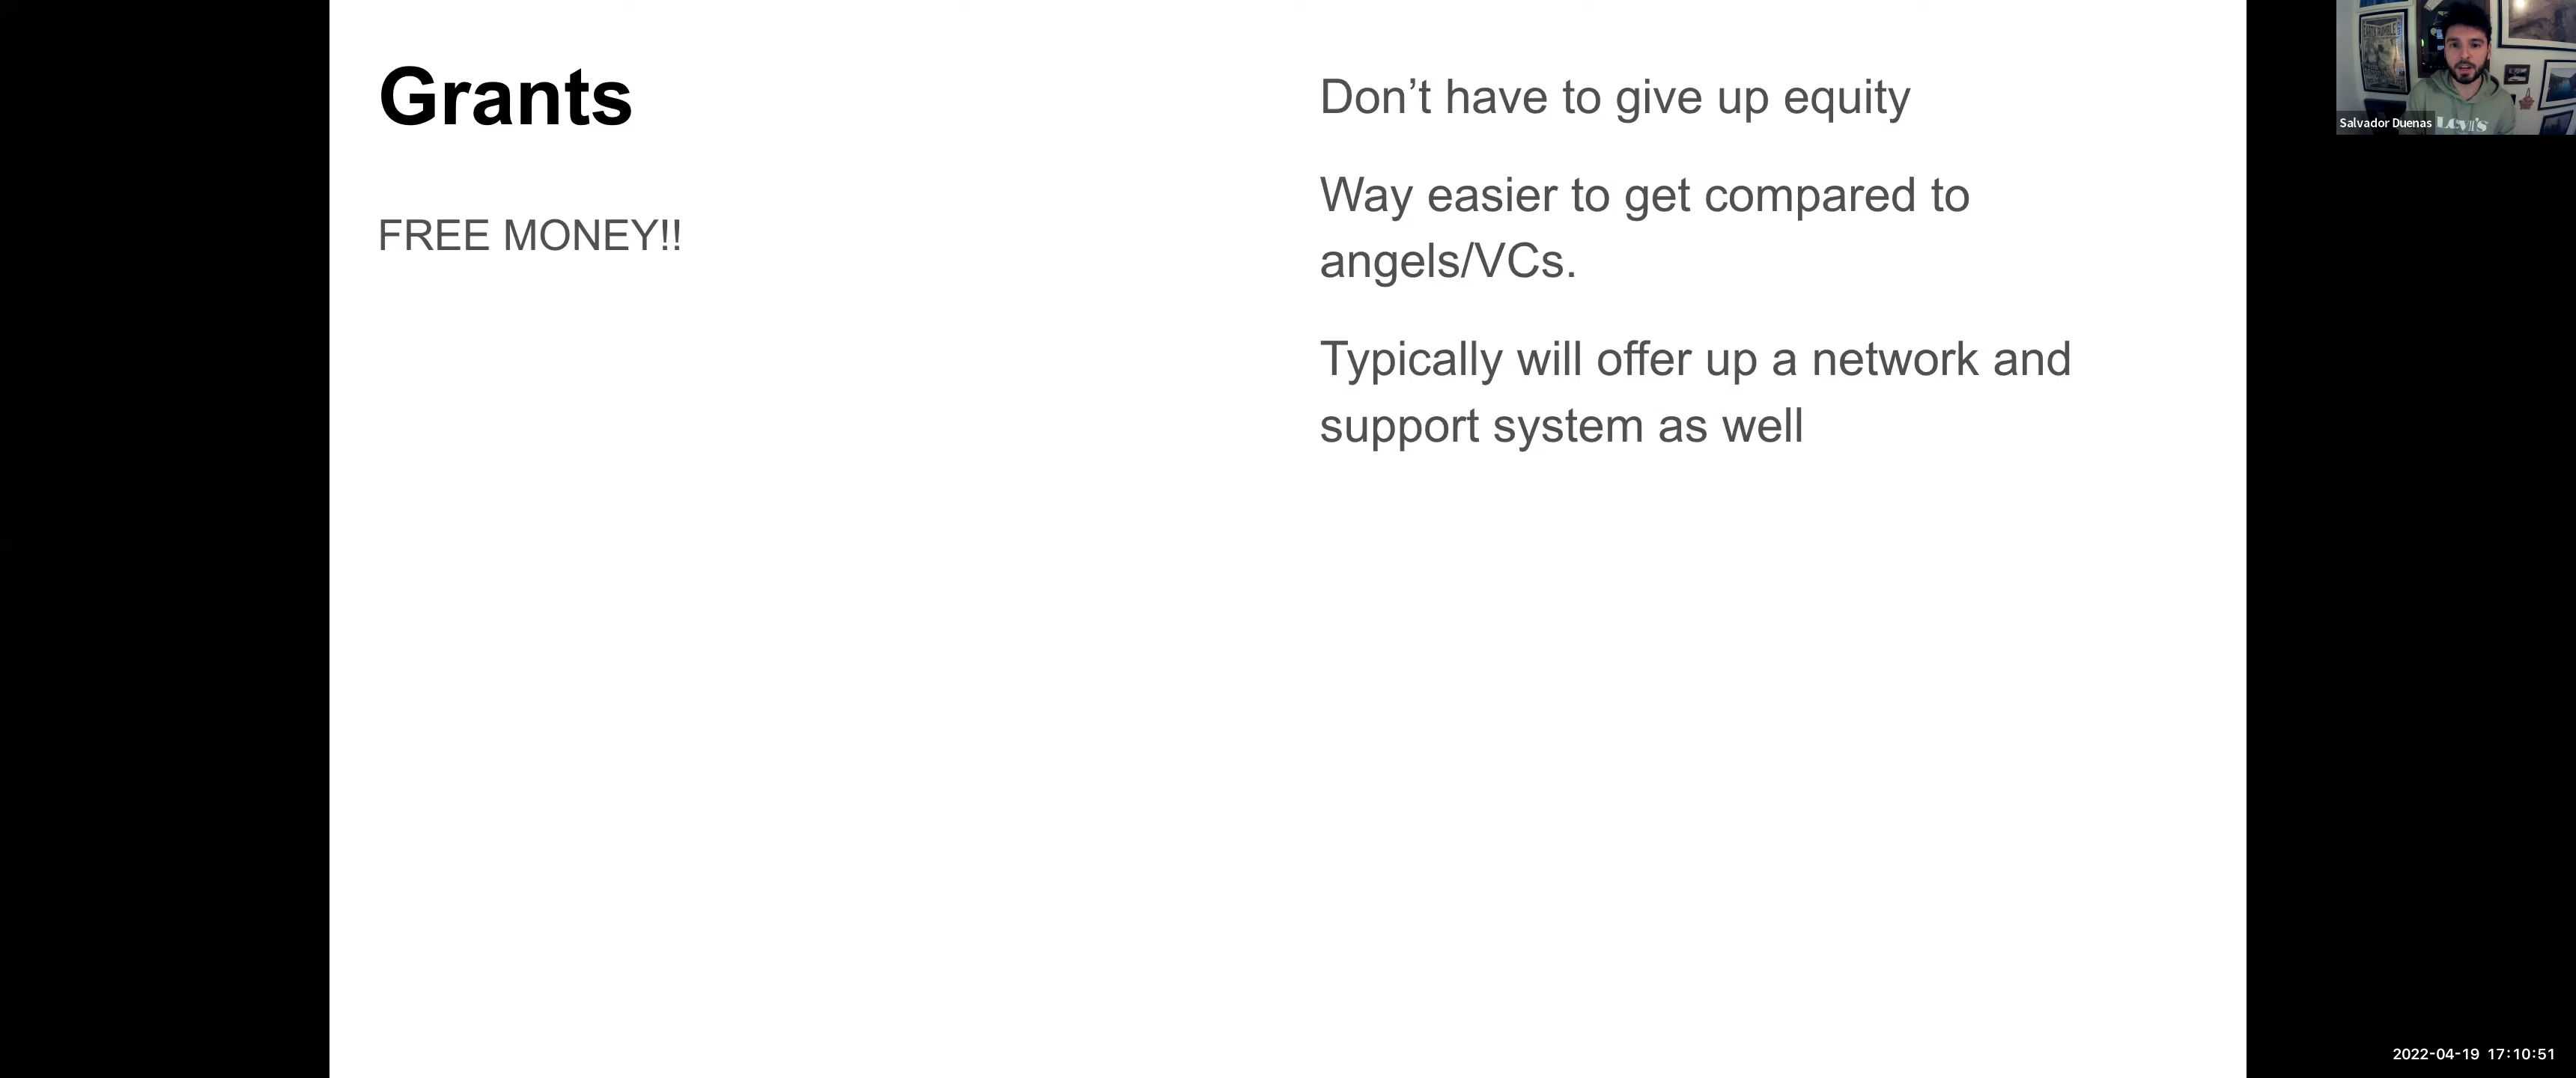 Grants
FREE MONEY!!
Don’t have to give up equity
Way easier to get compared to
angels/VCs.
Typically will offer up a network and
support system as well
Salvador Duenas
Levi's
2022-04-19 17:10:51